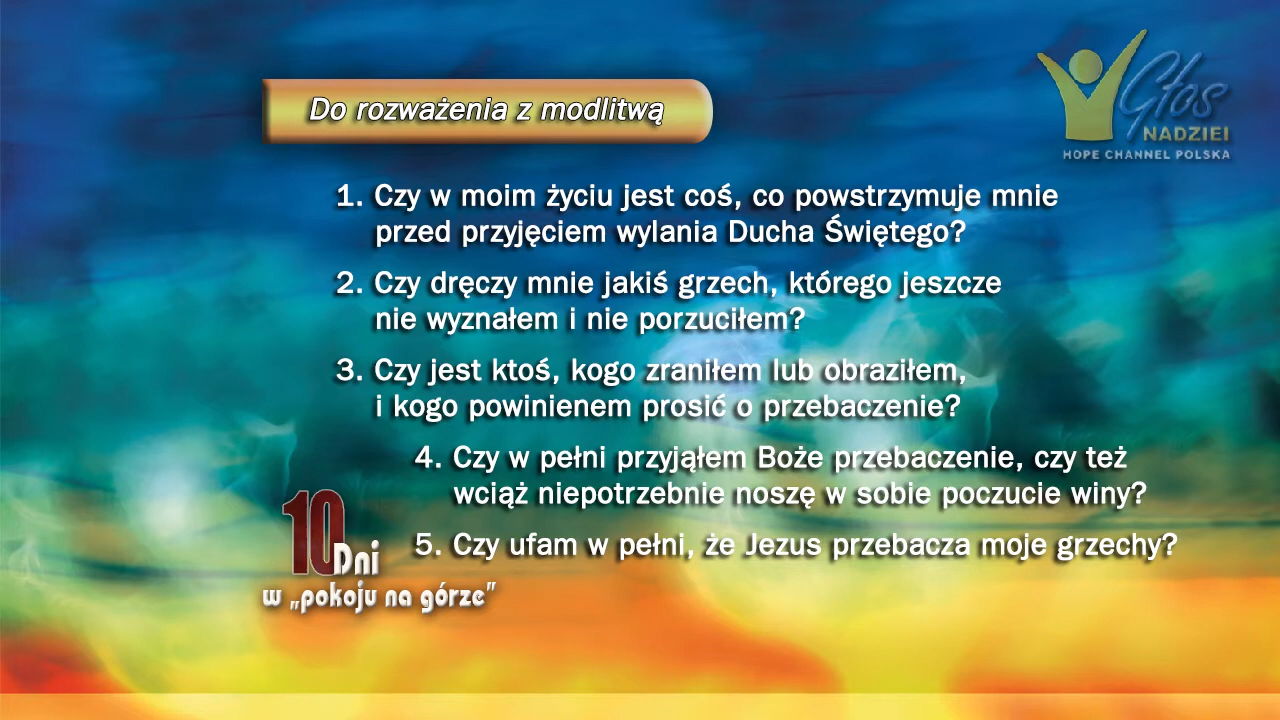 Głos
NADZIEI
HOPE CHANNEL POLSKA
Do rozważenia z modlitwą
1. Czy w moim życiu jest coś, co powstrzymuje mnie
przed przyjęciem wylania Ducha Świętego?
2. Czy dręczy mnie jakiś grzech, którego jeszcze
nie wyznałem i nie porzuciłem?
3. Czy jest ktoś, kogo zraniłem lub obraziłem,
i kogo powinienem prosić o przebaczenie?
4. Czy w pełni przyjąłem Boże przebaczenie, czy też
wciąż niepotrzebnie noszę w sobie poczucie winy?
5. Czy ufam w pełni, że Jezus przebacza moje grzechy?
10 Dni
w „pokoju na górze”